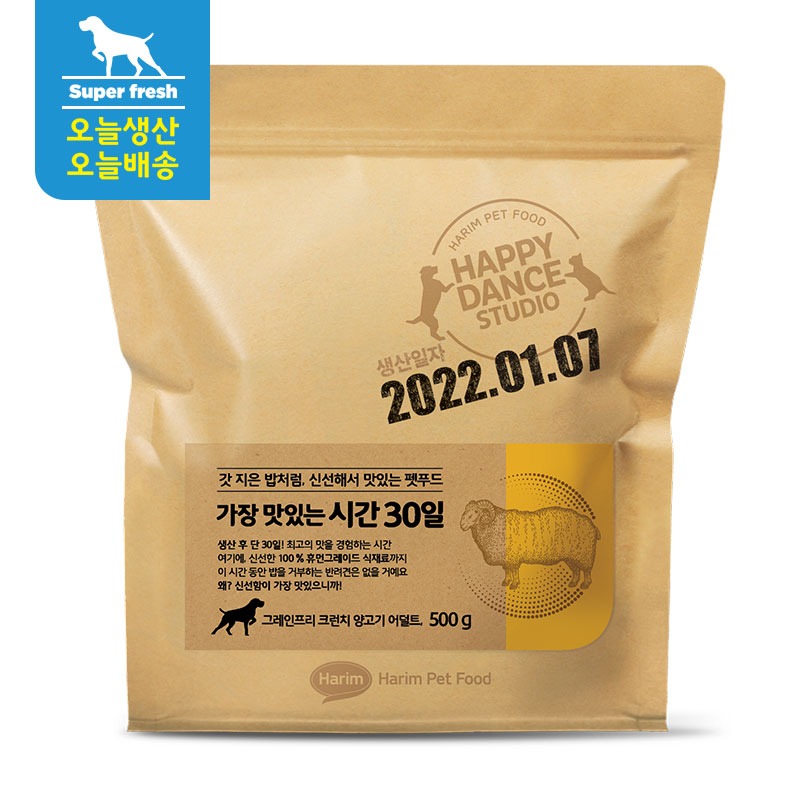 Super fresh
오늘생산
오늘배송
HARIM PET FOOD
HAPPY
DANCE
STUDIO
생산일자
2022.01.07
갓 지은 밥처럼, 신선해서 맛있는 펫푸드
가장 맛있는 시간 30일
생산 후 단 30일! 최고의 맛을 경험하는 시간
여기에, 신선한 100 % 휴먼그레이드 식재료까지
이 시간 동안 밥을 거부하는 반려견은 없을 거예요
왜? 신선함이 가장 맛있으니까!
그레인프리 크런치 양고기 어덜트, 500 g
Harim Harim Pet Food